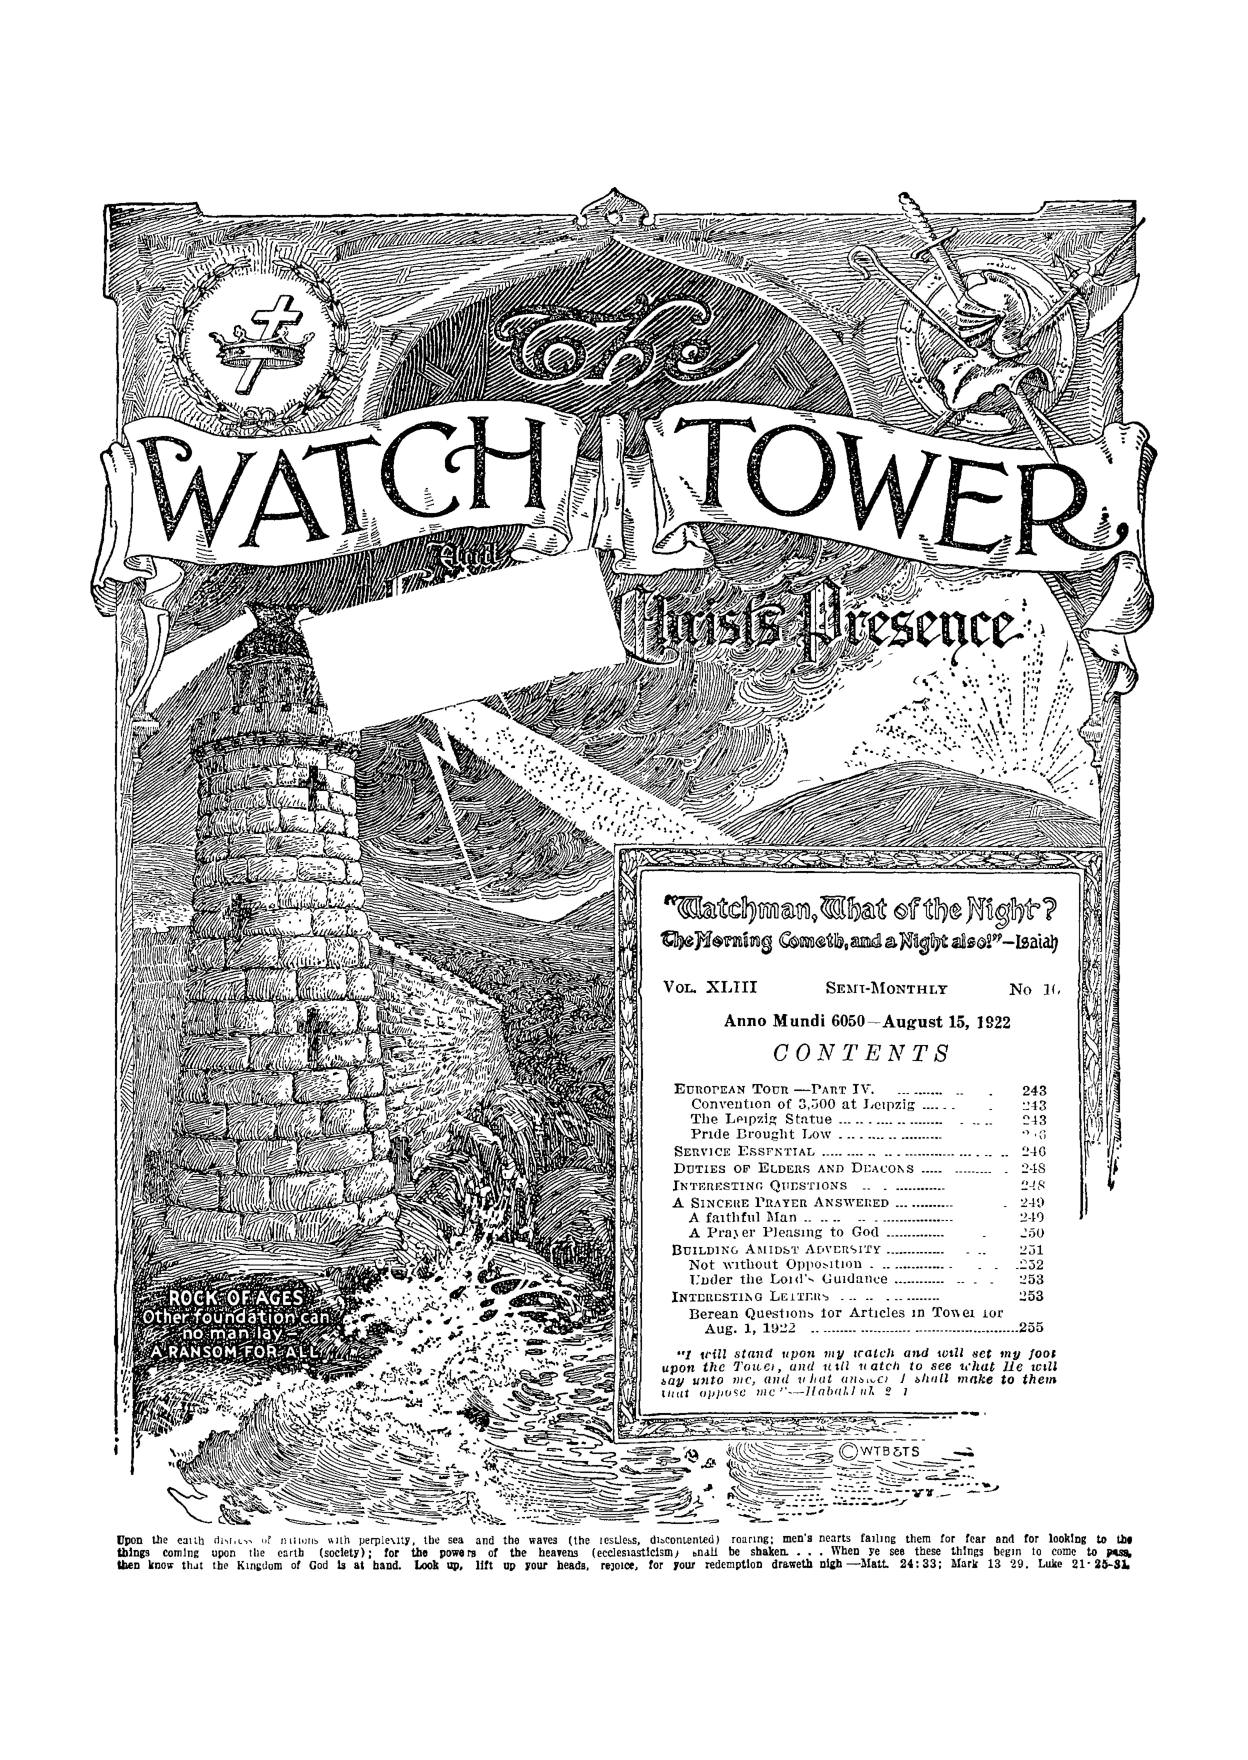 The
WATCH TOWER
And
Christ's Presence
"Watchman, What of the Night?
The Morning Cometh, and a Night also!"—Isaiah
VOL. XLIII SEMI-MONTHLY No
Anno Mundi 6050—August 15, 1922
CONTENTS
EUROPEAN TOUR—PART IV. 243
Convention of 3,500 at Leipzig 243
The Leipzig Statue 243
Pride Brought Low
SERVICE ESSENTIAL 246
DUTIES OF ELDERS AND DEACONS 248
INTERESTING QUESTIONS 248
A SINCERE PRAYER ANSWERED 249
A faithful Man 249
A Prayer Pleasing to God 250
BUILDING AMIDST ADVERSITY 251
Not without Opposition 252
Under the Lord's Guidance 253
INTERESTING LETTERS 253
Berean Questions for Articles in Tower for
Aug. 1, 1922 255
"I will stand upon my watch and will set my foot
upon the Tower, and will watch to see what He will
say unto me, and what answer I shall make to them
that oppose me."—Habakkuk 2 1
ROCK OF AGES
Other foundation can
no man lay—
A RANSOM FOR ALL
©WTB&TS
Upon the earth distress of nations with perplexity, the sea and the waves (the restless, discontented) roaring; men's hearts failing them for fear and for looking to the
things coming upon the earth (society); for the powers of the heavens (ecclesiasticism) shall be shaken. . . . When ye see these things begin to come to pass,
then know that the Kingdom of God is at hand. Look up, lift up your heads, rejoice, for your redemption draweth nigh—Matt. 24:33; Mark 13 29. Luke 21·25-31.